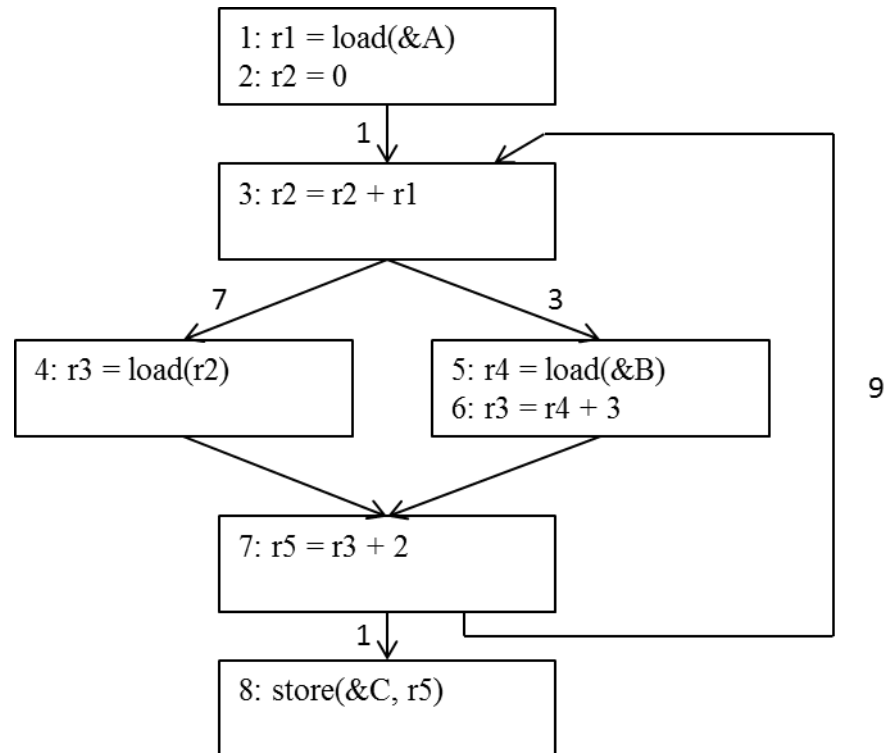 1: r1 = load(&A)
2: r2 = 0
1
3: r2 = r2 + r1
7
3
4: r3 = load(r2)
5: r4 = load(&B)
6: r3 = r4 + 3
9
7: r5 = r3 + 2
1
8: store(&C, r5)